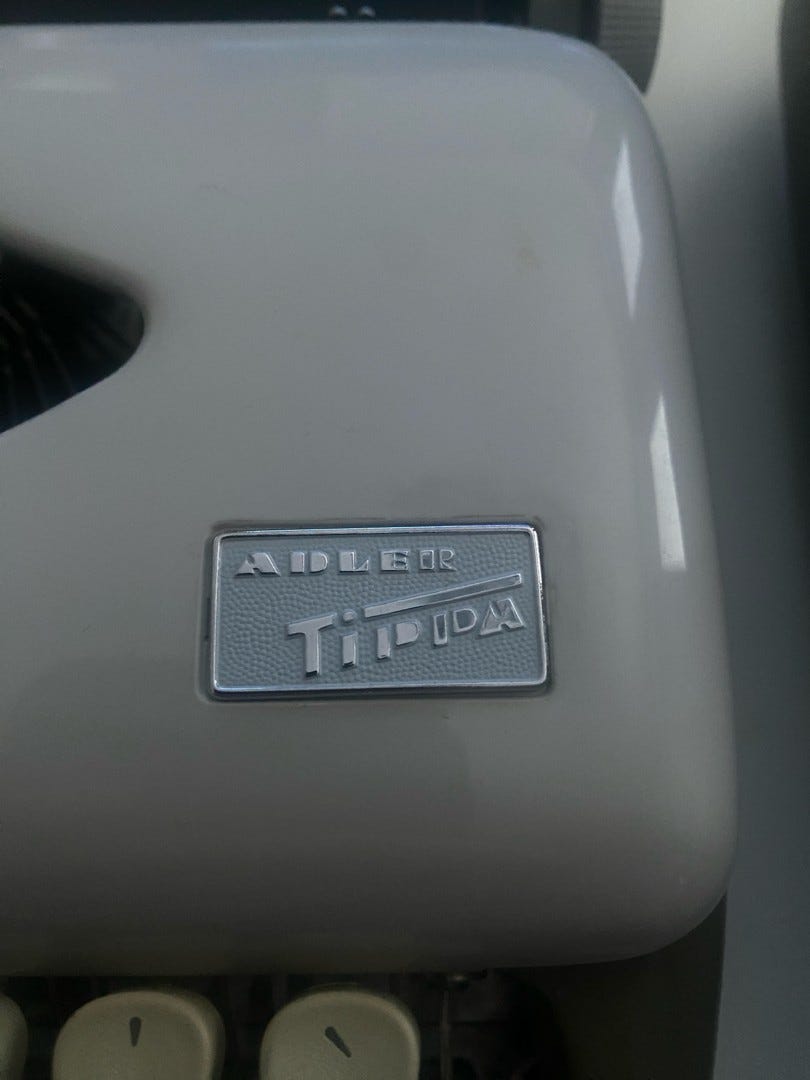 ADLER
TiPPA
´
`